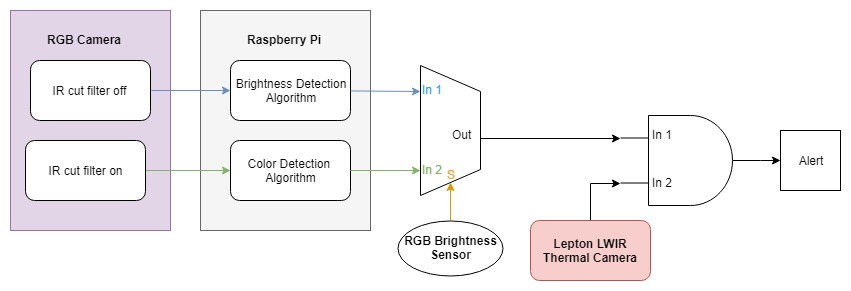 RGB Camera
IR cut filter off
IR cut filter on
Raspberry Pi
Brightness Detection
Algorithm
Color Detection
Algorithm
In 1
In 2
Out
S
RGB Brightness
Sensor
In 1
In 2
Lepton LWIR
Thermal Camera
Alert